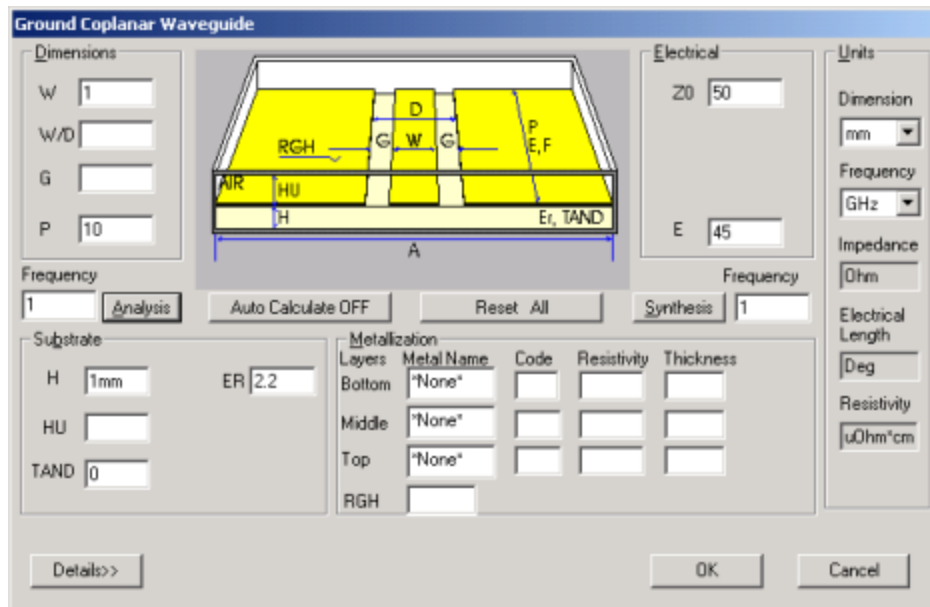 Ground Coplanar Waveguide
Dimensions
W 1
W/D
G
P 10
Frequency
1 Analysis
D
G W G
RGH
P
E,F
AIR
HU
H
Er, TAND
A
Auto Calculate OFF
Reset All
Electrical
Z0 50
E 45
Frequency
Synthesis 1
Units
Dimension
mm
Frequency
GHz
Impedance
Ohm
Electrical
Length
Deg
Resistivity
uOhm*cm
Substrate
H 1mm
ER 2.2
HU
TAND 0
Metallization
Layers Metal Name Code Resistivity Thickness
Bottom *None*
Middle *None*
Top *None*
RGH
Details>>
OK
Cancel